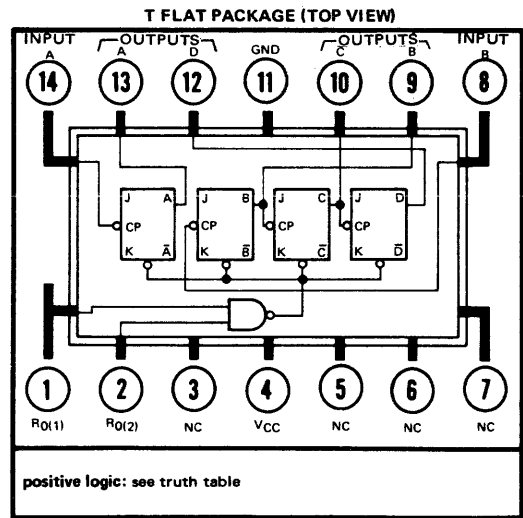 T FLAT PACKAGE (TOP VIEW)
INPUT OUTPUTS GND OUTPUTS INPUT
A A D C B B
14 13 12 11 10 9 8
J A J B J C J D
CP CP CP CP
K A̅ K B̅ K C̅ K D̅
1 2 3 4 5 6 7
R0(1) R0(2) NC VCC NC NC NC
positive logic: see truth table